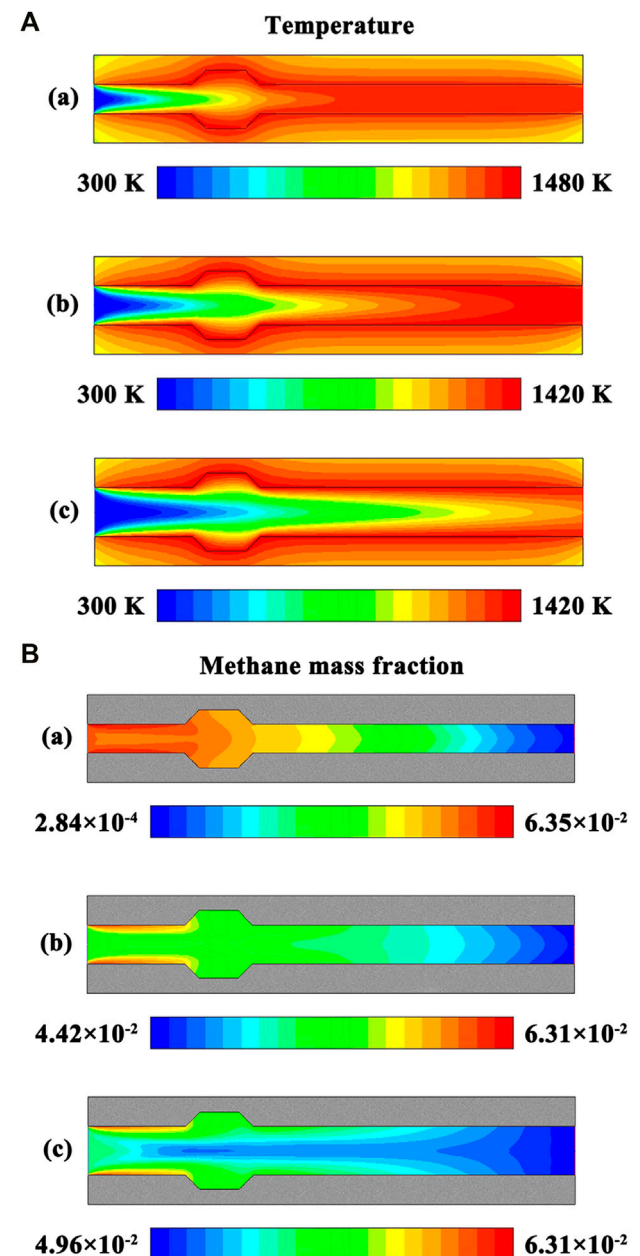 A
Temperature
(a)
300 K 1480 K
(b)
300 K 1420 K
(c)
300 K 1420 K
B
Methane mass fraction
(a)
2.84×10⁻⁴ 6.35×10⁻²
(b)
4.42×10⁻² 6.31×10⁻²
(c)
4.96×10⁻² 6.31×10⁻²